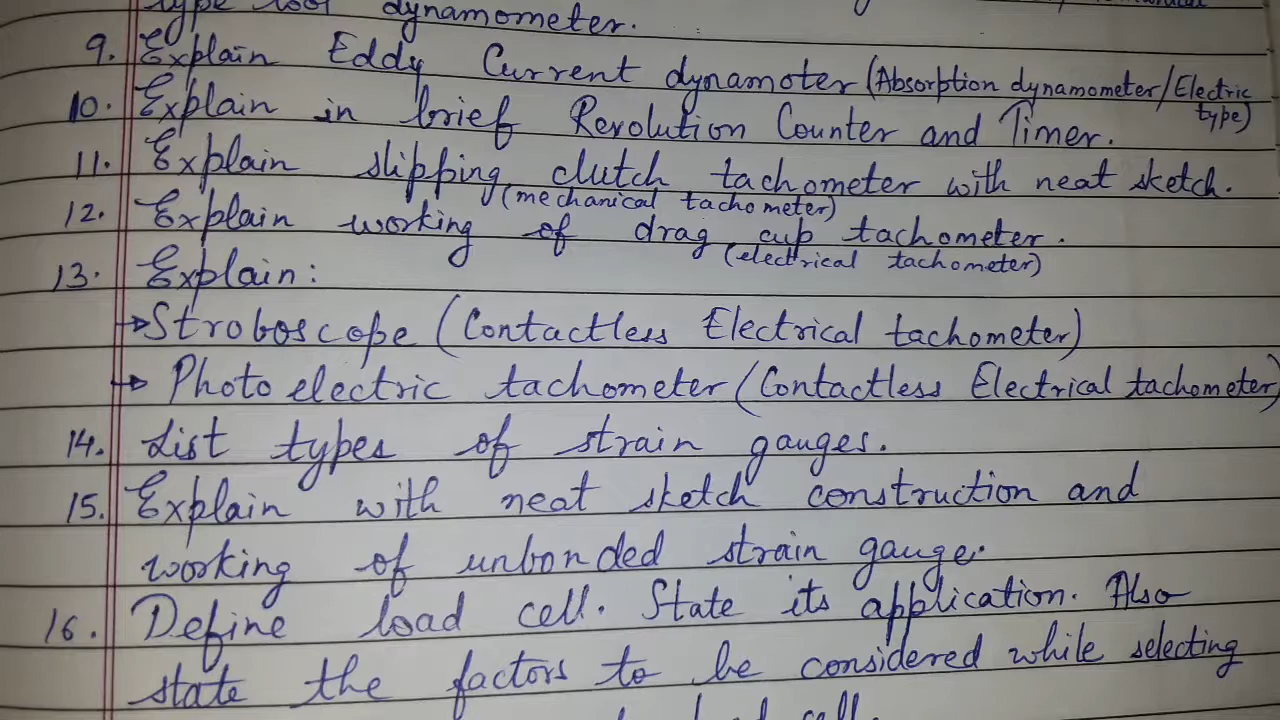 type tool dynamometer.
9. Explain Eddy Current dynamoter (Absorption dynamometer/Electric type)
10. Explain in brief Revolution Counter and Timer.
11. Explain slipping clutch tachometer with neat sketch.
(mechanical tachometer)
12. Explain working of drag cup tachometer.
(electrical tachometer)
13. Explain:
→ Stroboscope (Contactless Electrical tachometer)
→ Photo electric tachometer (Contactless Electrical tachometer)
14. List types of strain gauges.
15. Explain with neat sketch construction and
working of unbonded strain gauge.
16. Define load cell. State its application. Also
state the factors to be considered while selecting
load cell.